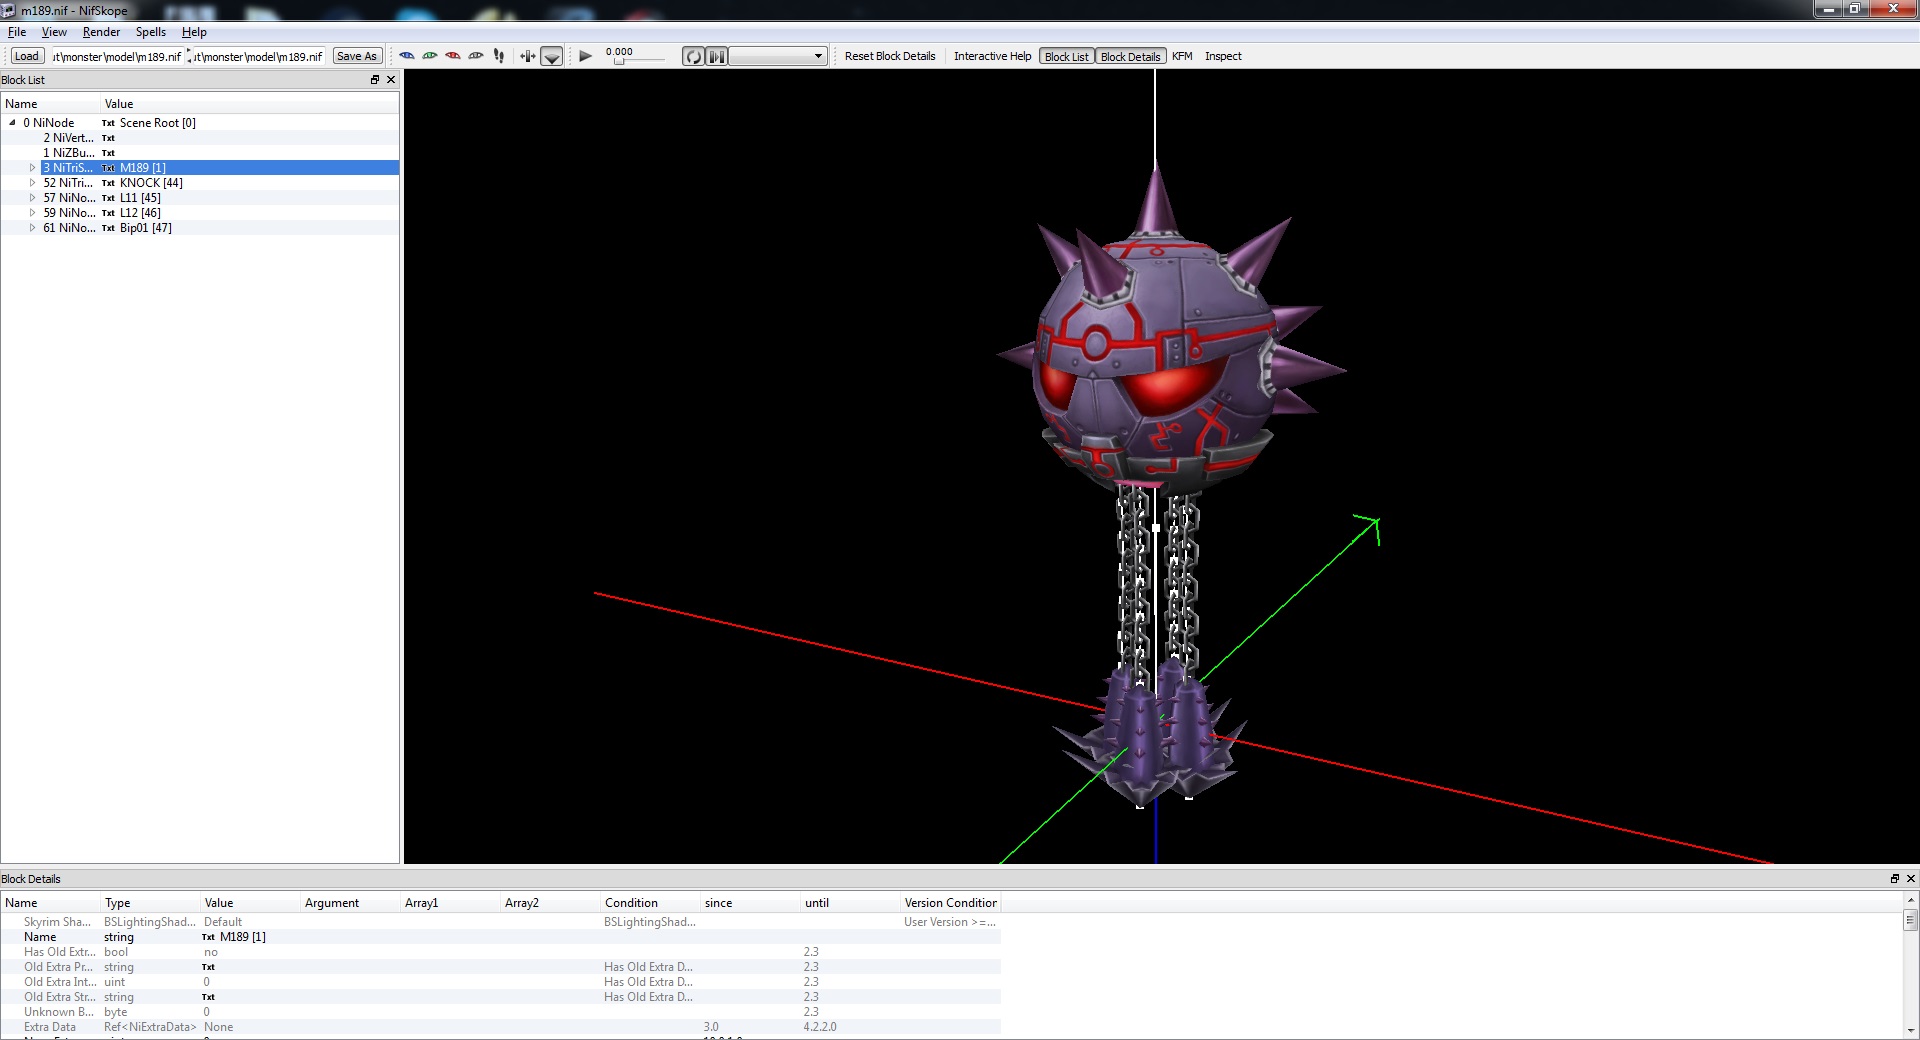 m189.nif - NifSkope
File View Render Spells Help
Load ut\monster\model\m189.nif ut\monster\model\m189.nif Save As 0.000 Reset Block Details Interactive Help Block List Block Details KFM Inspect
Block List
Name Value
0 NiNode Txt Scene Root [0]
2 NiVert... Txt
1 NiZBu... Txt
3 NiTriS... Txt M189 [1]
52 NiTri... Txt KNOCK [44]
57 NiNo... Txt L11 [45]
59 NiNo... Txt L12 [46]
61 NiNo... Txt Bip01 [47]
Block Details
Name Type Value Argument Array1 Array2 Condition since until Version Condition
Skyrim Sha... BSLightingShad... Default BSLightingShad... User Version >=...
Name string Txt M189 [1]
Has Old Extr... bool no 2.3
Old Extra Pr... string Txt Has Old Extra D... 2.3
Old Extra Int... uint 0 Has Old Extra D... 2.3
Old Extra Str... string Txt Has Old Extra D... 2.3
Unknown B... byte 0 2.3
Extra Data Ref<NiExtraData> None 3.0 4.2.2.0